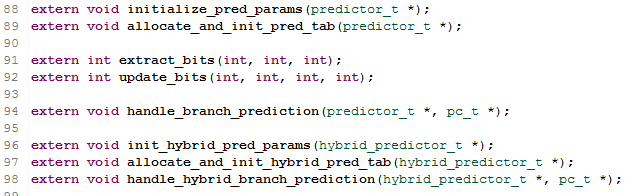 88 extern void initialize_pred_params(predictor_t *);
89 extern void allocate_and_init_pred_tab(predictor_t *);
90
91 extern int extract_bits(int, int, int);
92 extern int update_bits(int, int, int, int);
93
94 extern void handle_branch_prediction(predictor_t *, pc_t *);
95
96 extern void init_hybrid_pred_params(hybrid_predictor_t *);
97 extern void allocate_and_init_hybrid_pred_tab(hybrid_predictor_t *);
98 extern void handle_hybrid_branch_prediction(hybrid_predictor_t *, pc_t *);